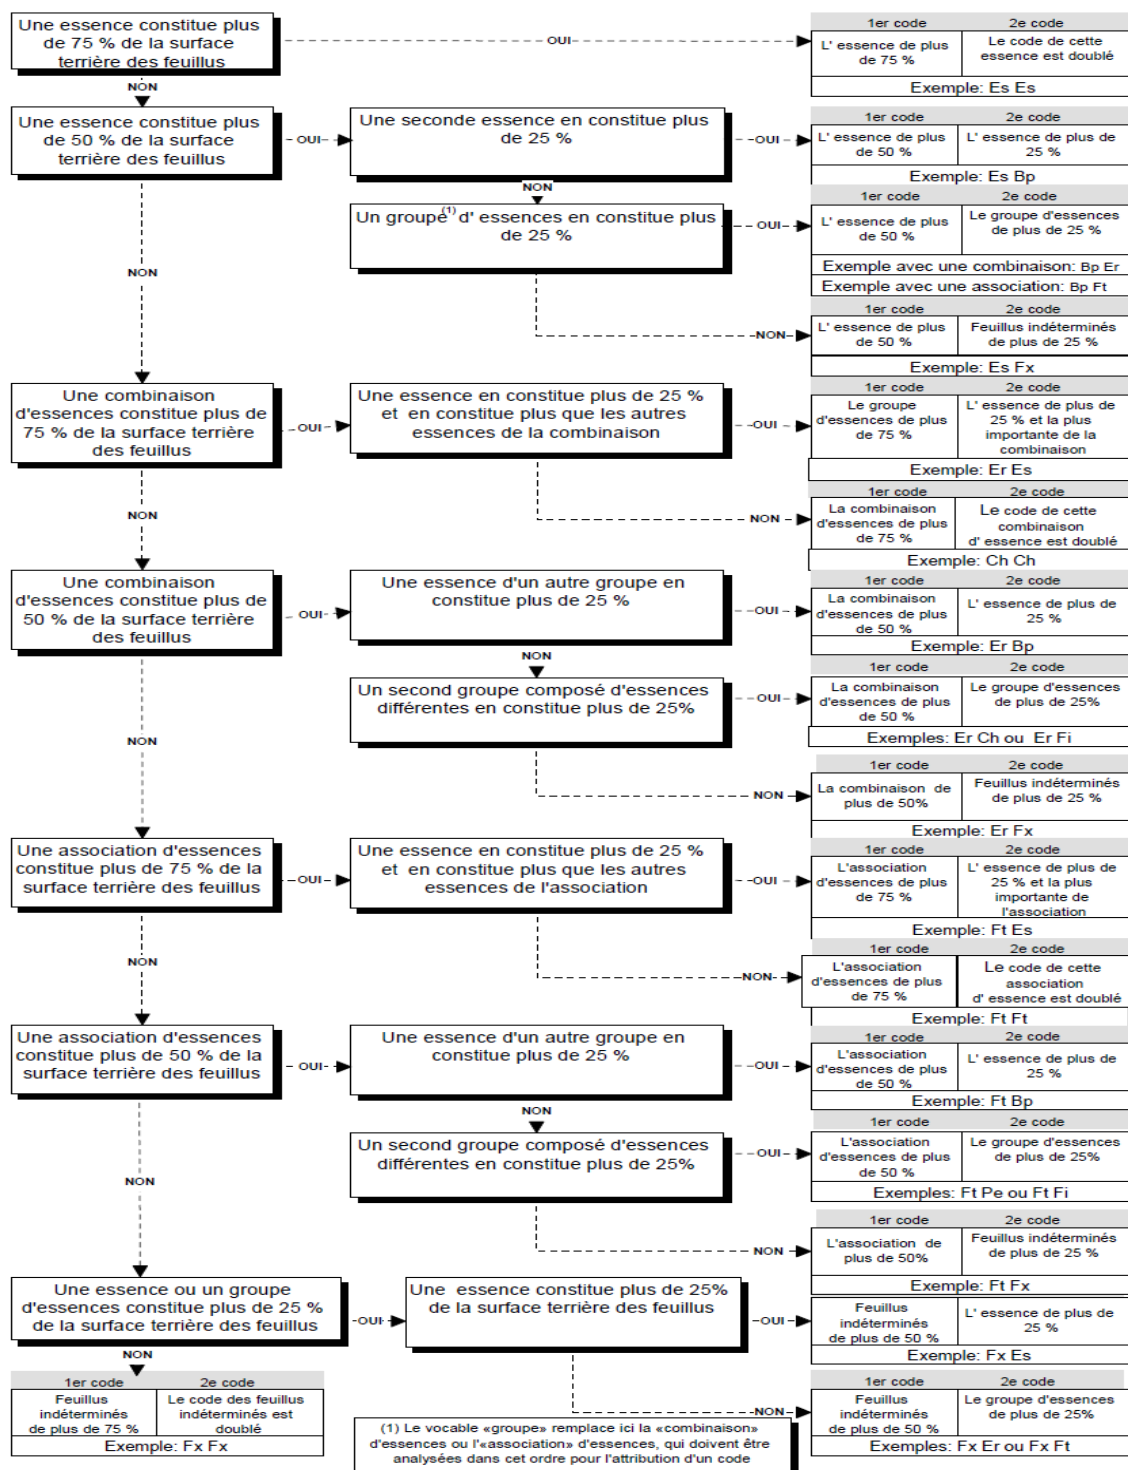 Une essence constitue plus
de 75 % de la surface
terrière des feuillus
OUI
1er code 2e code
L' essence de plus
de 75 %
Le code de cette
essence est doublé
Exemple: Es Es
NON
Une essence constitue plus
de 50 % de la surface
terrière des feuillus
OUI
Une seconde essence en constitue plus
de 25 %
OUI
1er code 2e code
L' essence de plus
de 50 %
L' essence de plus de
25 %
Exemple: Es Bp
NON
Un groupe(1) d' essences en constitue plus
de 25 %
OUI
1er code 2e code
L' essence de plus
de 50 %
Le groupe d'essences
de plus de 25 %
Exemple avec une combinaison: Bp Er
Exemple avec une association: Bp Ft
NON
NON
1er code 2e code
L' essence de plus
de 50 %
Feuillus indéterminés
de plus de 25 %
Exemple: Es Fx
Une combinaison
d'essences constitue plus de
75 % de la surface terrière
des feuillus
OUI
Une essence en constitue plus de 25 %
et en constitue plus que les autres
essences de la combinaison
OUI
1er code 2e code
Le groupe
d'essences de plus
de 75 %
L' essence de plus de
25 % et la plus
importante de la
combinaison
Exemple: Er Es
NON
NON
1er code 2e code
La combinaison
d'essences de plus
de 75 %
Le code de cette
combinaison
d' essence est doublé
Exemple: Ch Ch
Une combinaison
d'essences constitue plus de
50 % de la surface terrière
des feuillus
OUI
Une essence d'un autre groupe en
constitue plus de 25 %
OUI
1er code 2e code
La combinaison
d'essences de plus
de 50 %
L' essence de plus de
25 %
Exemple: Er Bp
NON
Un second groupe composé d'essences
différentes en constitue plus de 25%
OUI
1er code 2e code
La combinaison
d'essences de plus
de 50 %
Le groupe d'essences
de plus de 25%
Exemples: Er Ch ou Er Fi
NON
NON
1er code 2e code
La combinaison de
plus de 50%
Feuillus indéterminés
de plus de 25 %
Exemple: Er Fx
Une association d'essences
constitue plus de 75 % de la
surface terrière des feuillus
OUI
Une essence en constitue plus de 25 %
et en constitue plus que les autres
essences de l'association
OUI
1er code 2e code
L'association
d'essences de plus
de 75 %
L' essence de plus de
25 % et la plus
importante de
l'association
Exemple: Ft Es
NON
NON
1er code 2e code
L'association
d'essences de plus
de 75 %
Le code de cette
association
d' essence est doublé
Exemple: Ft Ft
Une association d'essences
constitue plus de 50 % de la
surface terrière des feuillus
OUI
Une essence d'un autre groupe en
constitue plus de 25 %
OUI
1er code 2e code
L'association
d'essences de plus
de 50 %
L' essence de plus de
25 %
Exemple: Ft Bp
NON
Un second groupe composé d'essences
différentes en constitue plus de 25%
OUI
1er code 2e code
L'association
d'essences de plus
de 50 %
Le groupe d'essences
de plus de 25%
Exemples: Ft Pe ou Ft Fi
NON
NON
1er code 2e code
L'association de
plus de 50%
Feuillus indéterminés
de plus de 25 %
Exemple: Ft Fx
Une essence ou un groupe
d'essences constitue plus de 25 %
de la surface terrière des feuillus
OUI
Une essence constitue plus de 25%
de la surface terrière des feuillus
OUI
Feuillus
indéterminés
de plus de 50 %
L' essence de plus de
25 %
Exemple: Fx Es
NON
1er code 2e code
Feuillus
indéterminés
de plus de 75 %
Le code des feuillus
indéterminés est
doublé
Exemple: Fx Fx
NON
1er code 2e code
Feuillus
indéterminés
de plus de 50 %
Le groupe d'essences
de plus de 25%
Exemples: Fx Er ou Fx Ft
(1) Le vocable «groupe» remplace ici la «combinaison»
d'essences ou l'«association» d'essences, qui doivent être
analysées dans cet ordre pour l'attribution d'un code